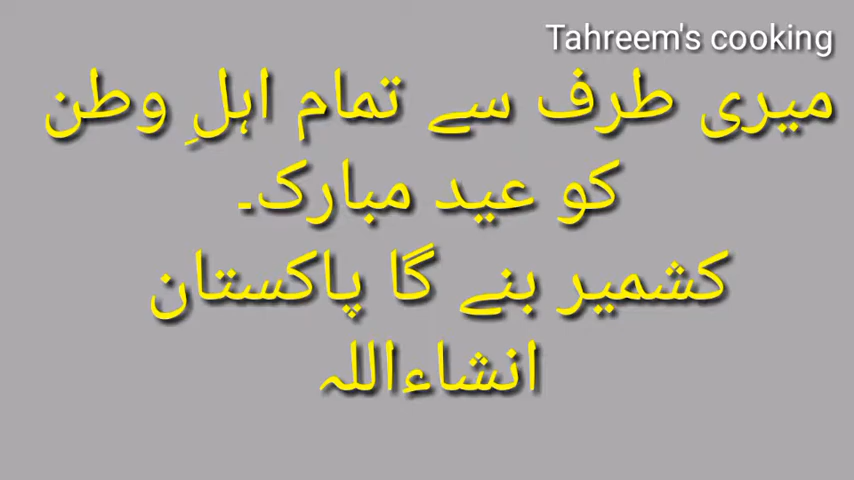 Tahreem's cooking
میری طرف سے تمام اہلِ وطن
کو عید مبارک۔
کشمیر بنے گا پاکستان
انشاءاللہ